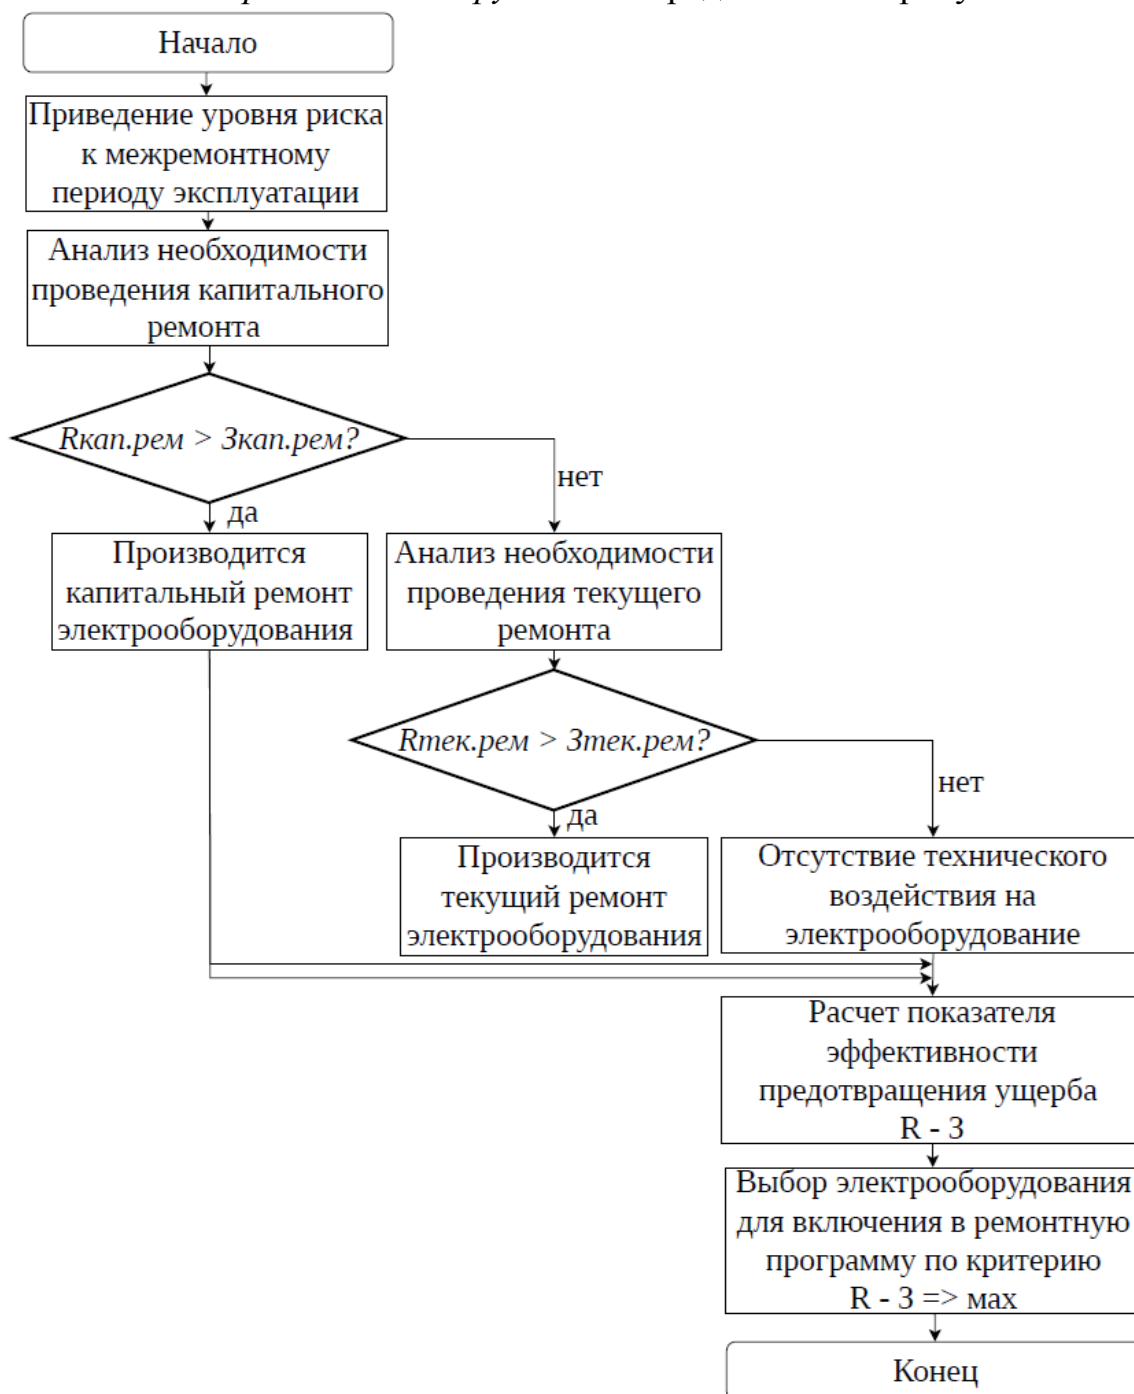 Начало
Приведение уровня риска
к межремонтному
периоду эксплуатации
Анализ необходимости
проведения капитального
ремонта
Rкап.рем > Зкап.рем?
нет
да
Производится
капитальный ремонт
электрооборудования
Анализ необходимости
проведения текущего
ремонта
Rтек.рем > Зтек.рем?
нет
да
Производится
текущий ремонт
электрооборудования
Отсутствие технического
воздействия на
электрооборудование
Расчет показателя
эффективности
предотвращения ущерба
R - З
Выбор электрооборудования
для включения в ремонтную
программу по критерию
R - З => мах
Конец